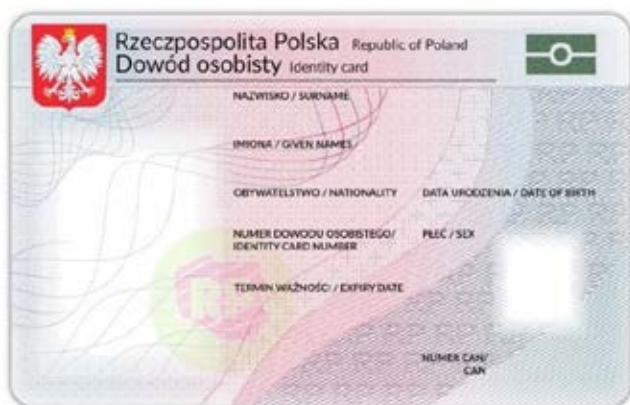 Rzeczpospolita Polska Republic of Poland
Dowód osobisty Identity card
NAZWISKO / SURNAME
IMIONA / GIVEN NAMES
OBYWATELSTWO / NATIONALITY DATA URODZENIA / DATE OF BIRTH
NUMER DOWODU OSOBISTEGO/ PŁEĆ / SEX
IDENTITY CARD NUMBER
TERMIN WAŻNOŚCI / EXPIRY DATE
NUMER CAN/
CAN